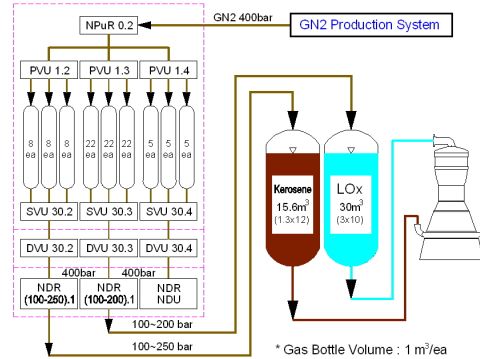 GN2 400bar
GN2 Production System
NPuR 0.2
PVU 1.2
PVU 1.3
PVU 1.4
8 ea
8 ea
8 ea
22 ea
22 ea
22 ea
5 ea
5 ea
5 ea
SVU 30.2
SVU 30.3
SVU 30.4
DVU 30.2
DVU 30.3
DVU 30.4
400bar
400bar
NDR
(100-250).1
NDR
(100-200).1
NDR
NDU
Kerosene
15.6m³
(1.3x12)
LOx
30m³
(3x10)
100~200 bar
100~250 bar
* Gas Bottle Volume : 1 m³/ea